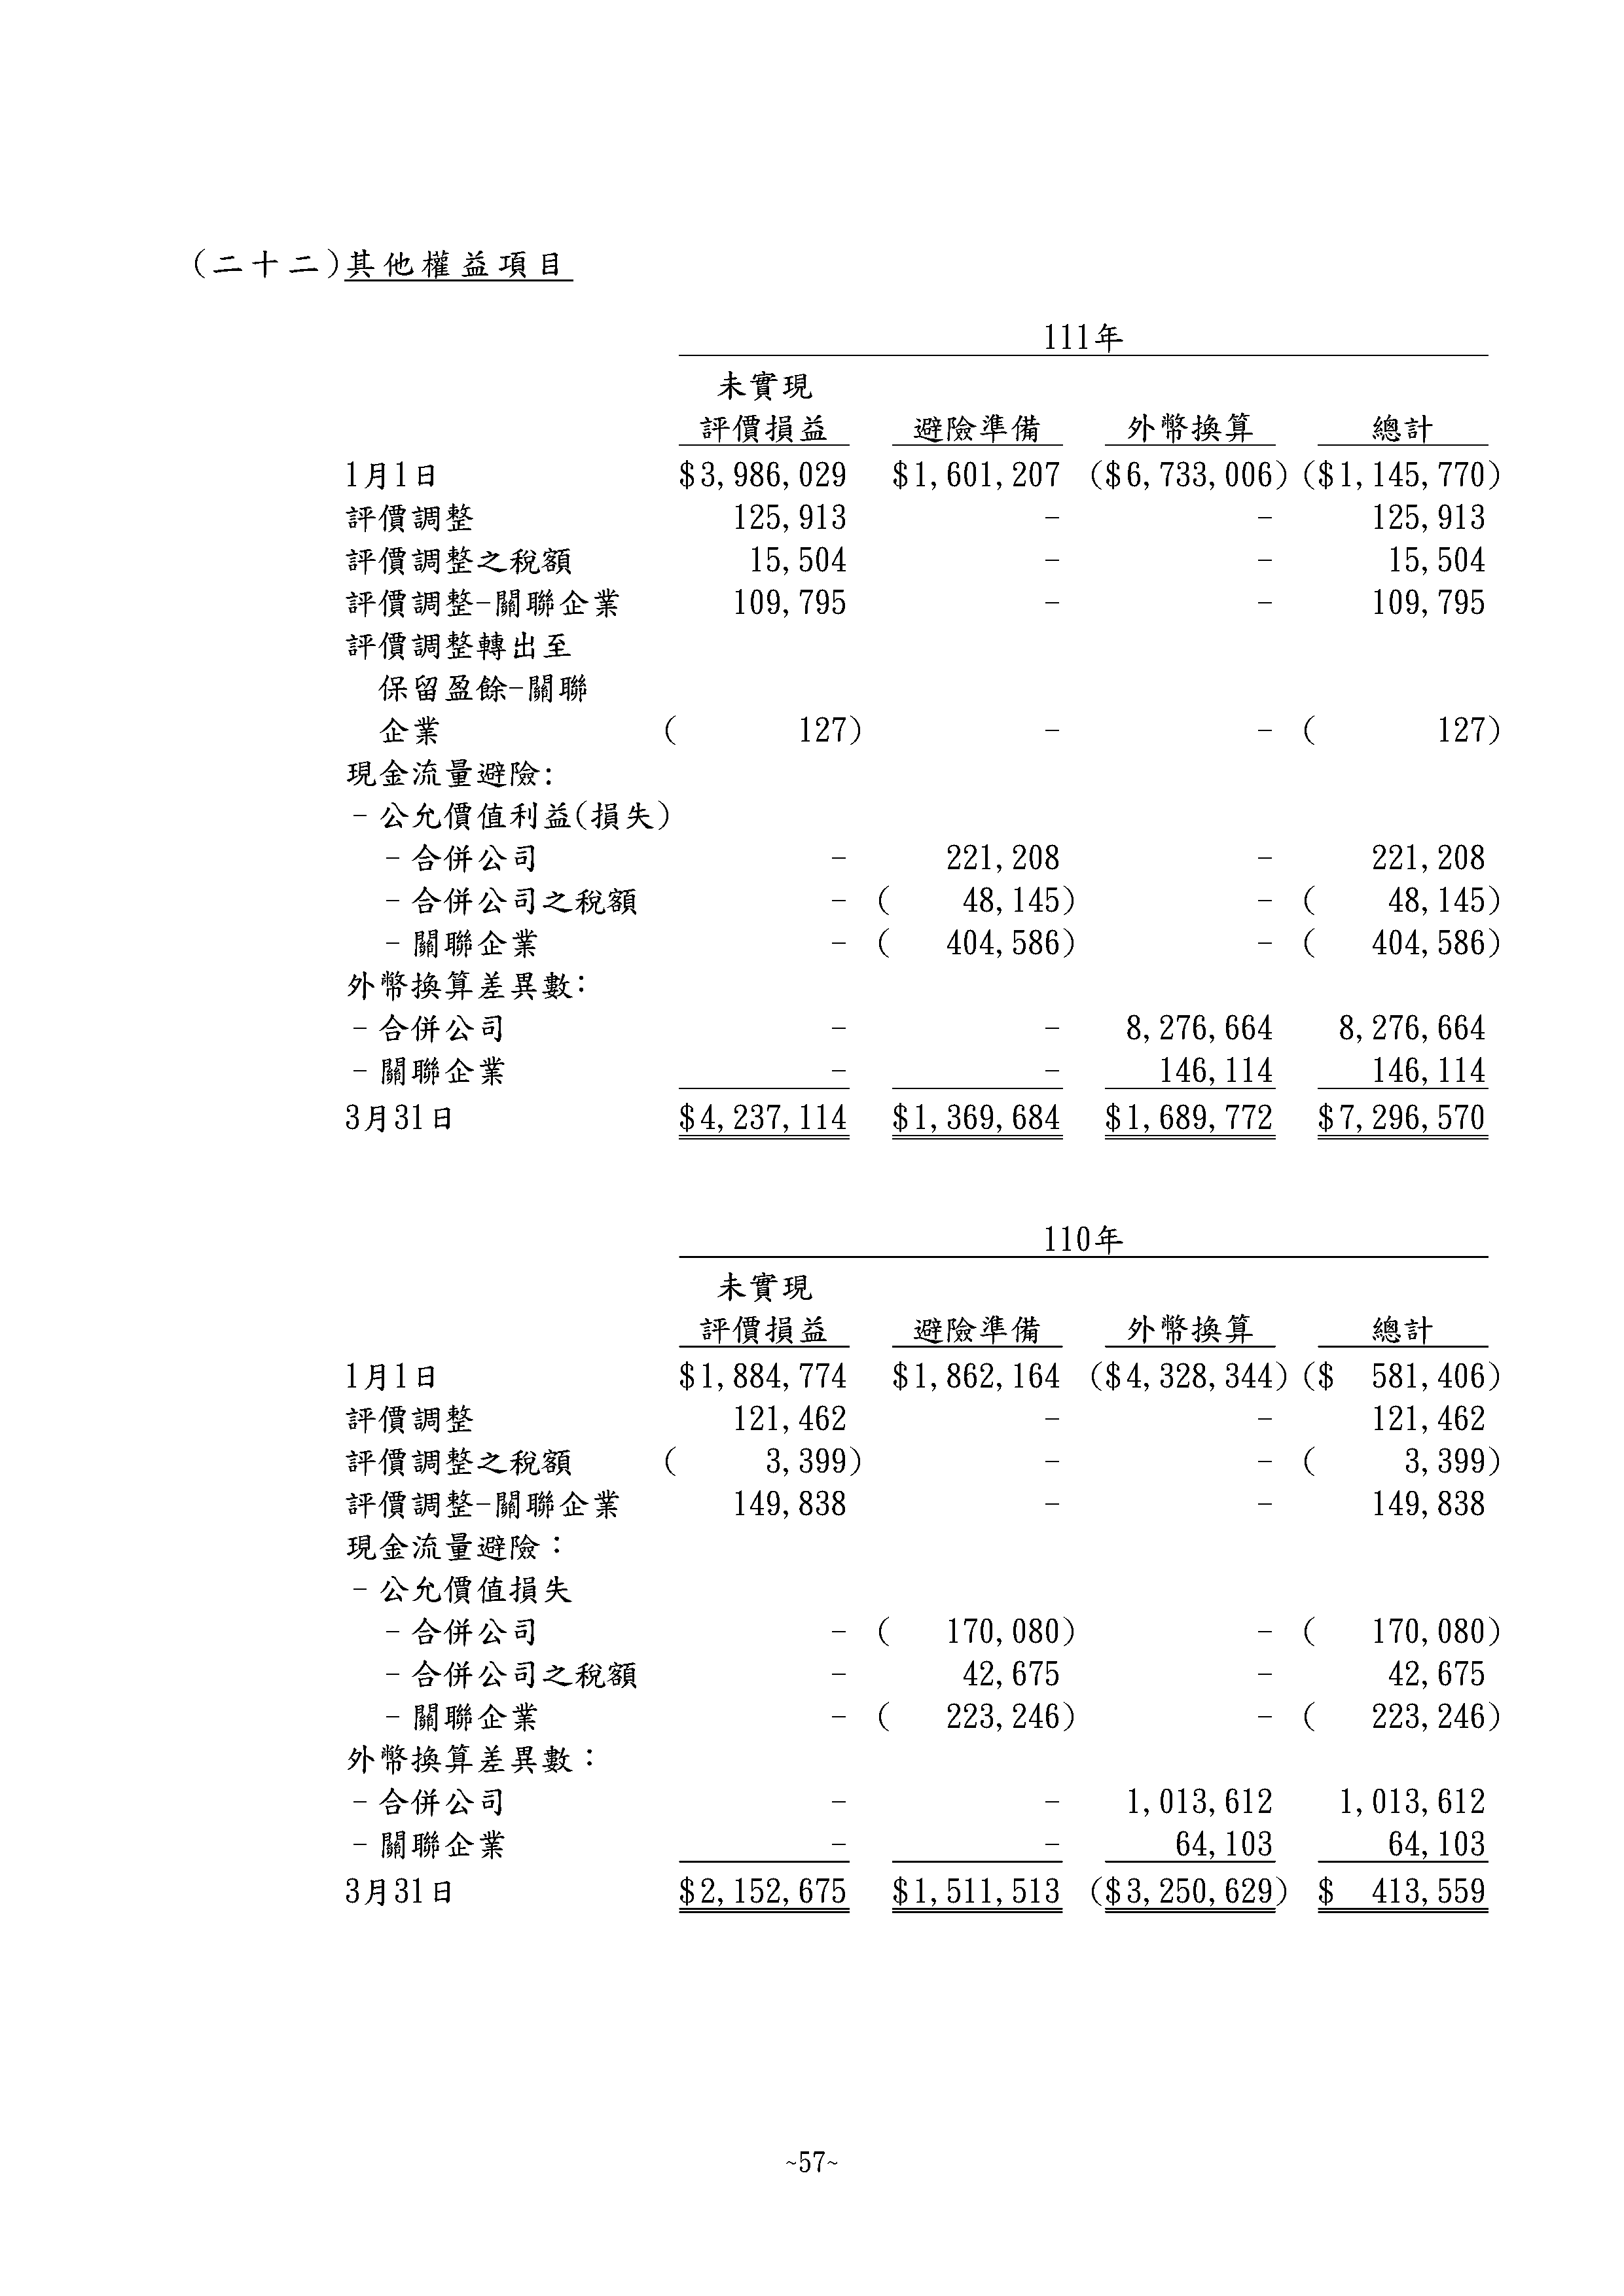 (二十二)其他權益項目
111年
未實現
評價損益 避險準備 外幣換算 總計
1月1日 $3,986,029 $1,601,207 ($6,733,006) ($1,145,770)
評價調整 125,913 - - 125,913
評價調整之稅額 15,504 - - 15,504
評價調整-關聯企業 109,795 - - 109,795
評價調整轉出至
保留盈餘-關聯
企業 ( 127) - - ( 127)
現金流量避險:
-公允價值利益(損失)
-合併公司 - 221,208 - 221,208
-合併公司之稅額 - ( 48,145) - ( 48,145)
-關聯企業 - ( 404,586) - ( 404,586)
外幣換算差異數:
-合併公司 - - 8,276,664 8,276,664
-關聯企業 - - 146,114 146,114
3月31日 $4,237,114 $1,369,684 $1,689,772 $7,296,570
110年
未實現
評價損益 避險準備 外幣換算 總計
1月1日 $1,884,774 $1,862,164 ($4,328,344) ($ 581,406)
評價調整 121,462 - - 121,462
評價調整之稅額 ( 3,399) - - ( 3,399)
評價調整-關聯企業 149,838 - - 149,838
現金流量避險：
-公允價值損失
-合併公司 - ( 170,080) - ( 170,080)
-合併公司之稅額 - 42,675 - 42,675
-關聯企業 - ( 223,246) - ( 223,246)
外幣換算差異數：
-合併公司 - - 1,013,612 1,013,612
-關聯企業 - - 64,103 64,103
3月31日 $2,152,675 $1,511,513 ($3,250,629) $ 413,559
~57~